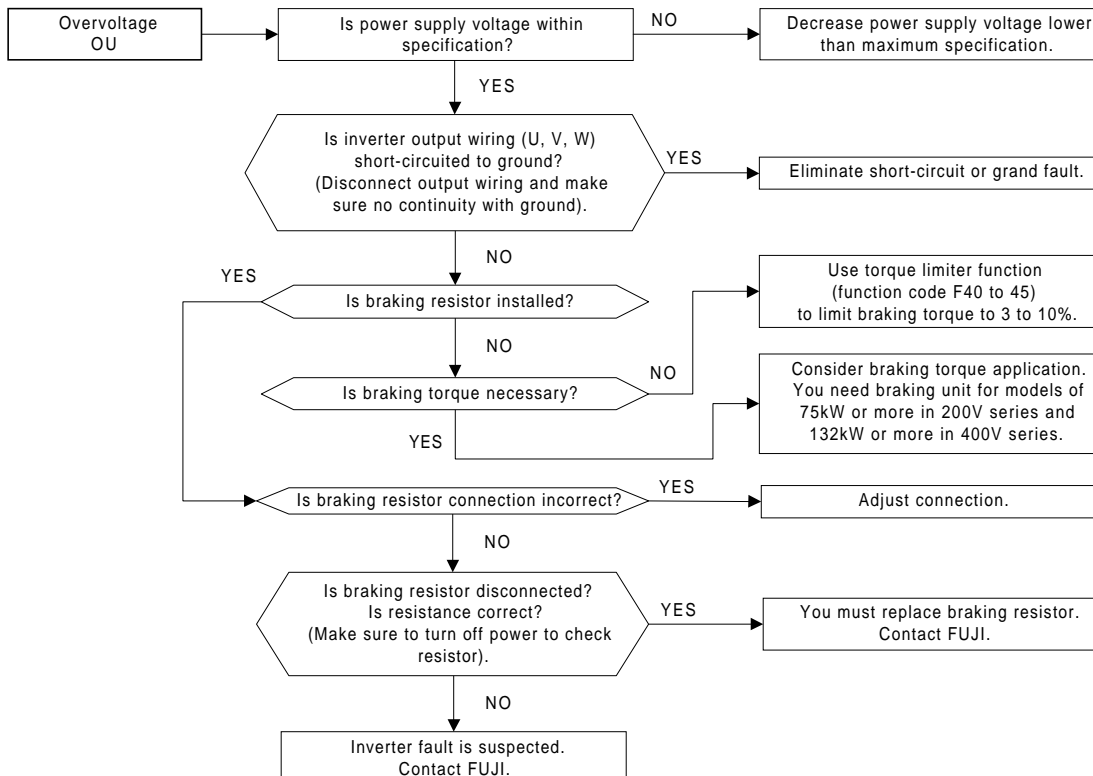 Overvoltage
OU
Is power supply voltage within
specification?
NO
Decrease power supply voltage lower
than maximum specification.
YES
Is inverter output wiring (U, V, W)
short-circuited to ground?
(Disconnect output wiring and make
sure no continuity with ground).
YES
Eliminate short-circuit or grand fault.
NO
YES
Is braking resistor installed?
Use torque limiter function
(function code F40 to 45)
to limit braking torque to 3 to 10%.
NO
Is braking torque necessary?
NO
Consider braking torque application.
You need braking unit for models of
75kW or more in 200V series and
132kW or more in 400V series.
YES
Is braking resistor connection incorrect?
YES
Adjust connection.
NO
Is braking resistor disconnected?
Is resistance correct?
(Make sure to turn off power to check
resistor).
YES
You must replace braking resistor.
Contact FUJI.
NO
Inverter fault is suspected.
Contact FUJI.